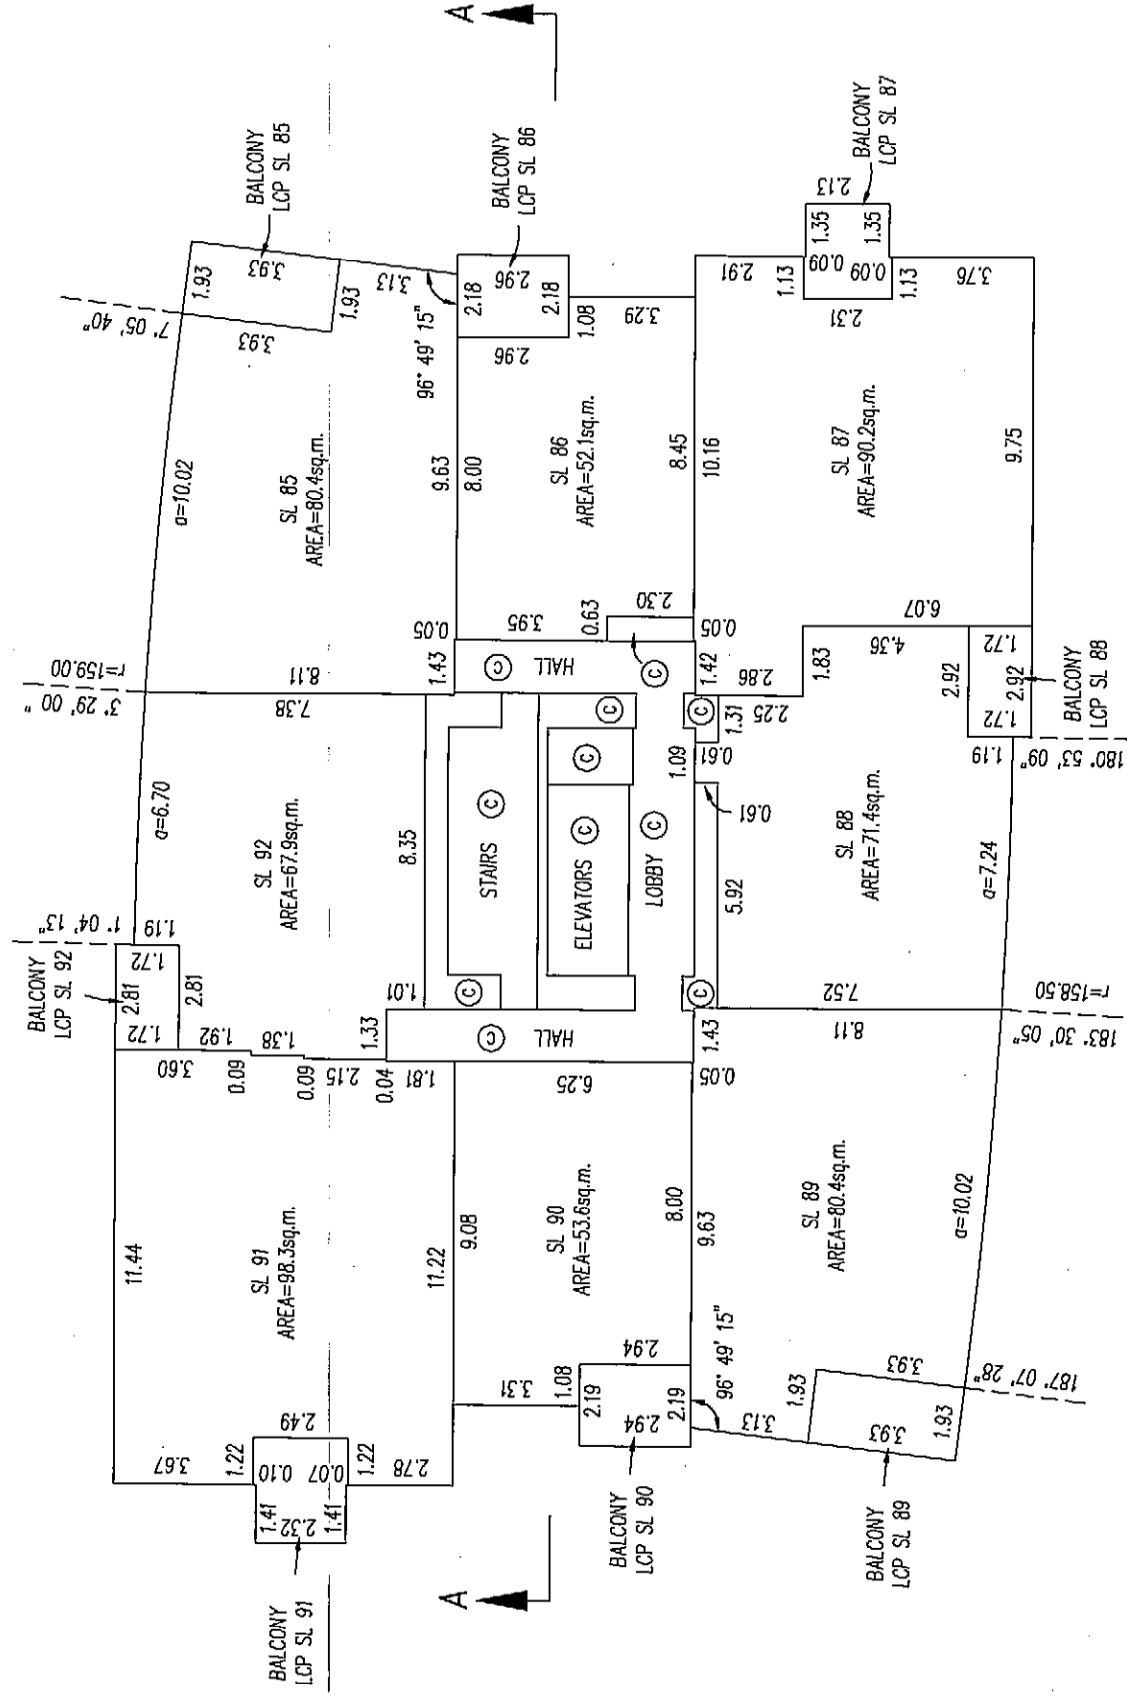 A
A
BALCONY
LCP SL 85
BALCONY
LCP SL 86
BALCONY
LCP SL 87
BALCONY
LCP SL 88
BALCONY
LCP SL 89
BALCONY
LCP SL 90
BALCONY
LCP SL 91
BALCONY
LCP SL 92
7° 05' 40"
1.93
3.93
3.93
1.93
3.13
96° 49' 15"
a=10.02
SL 85
AREA=80.4sq.m.
9.63
0.05
8.11
r=159.00
3° 29' 00"
1.43
2.18
2.96
2.18
2.96
1.08
3.29
8.00
SL 86
AREA=52.1sq.m.
8.45
3.95
0.63
2.30
0.05
HALL
C
C
1.42
2.91
1.13
0.09
1.35
2.13
1.35
0.09
1.13
2.31
3.76
10.16
SL 87
AREA=90.2sq.m.
9.75
6.07
2.86
1.83
4.36
2.92
1.72
2.92
1.72
1.19
180° 53' 09"
7.38
a=6.70
SL 92
AREA=67.9sq.m.
8.35
1° 04' 13"
1.19
1.72
2.81
2.81
1.72
1.92
1.38
1.01
1.33
STAIRS C
C
C
C
ELEVATORS C
LOBBY C
C
C
1.31
2.25
0.61
1.09
0.61
5.92
SL 88
AREA=71.4sq.m.
7.52
a=7.24
r=158.50
183° 30' 05"
HALL
C
1.43
8.11
3.60
0.09
0.09
2.15
0.04
1.81
11.44
SL 91
AREA=98.3sq.m.
11.22
3.67
1.22
2.49
0.10
0.07
1.41
2.32
1.41
1.22
2.78
9.08
6.25
0.05
SL 90
AREA=53.6sq.m.
8.00
3.31
1.08
2.19
2.94
2.94
2.19
96° 49' 15"
9.63
SL 89
AREA=80.4sq.m.
a=10.02
3.13
1.93
3.93
3.93
1.93
187° 07' 28"